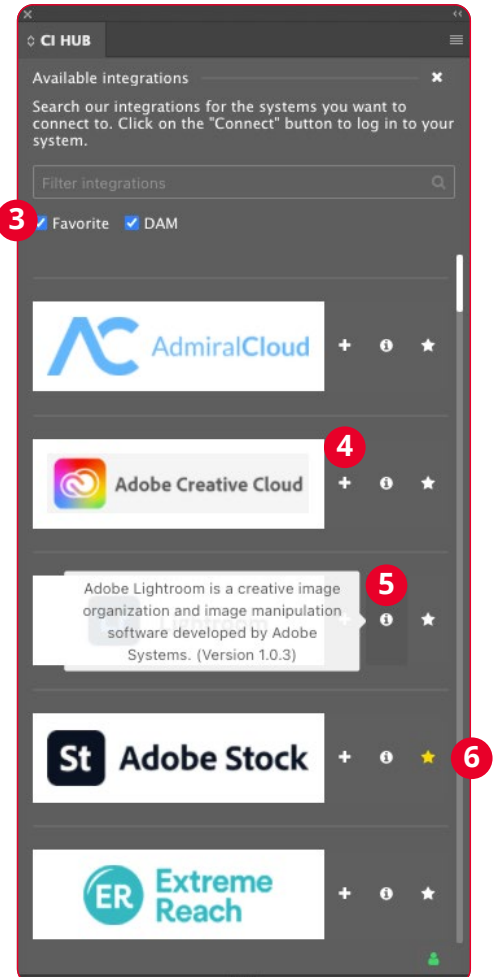 CI HUB
Available integrations
Search our integrations for the systems you want to
connect to. Click on the "Connect" button to log in to your
system.
Filter integrations
3
Favorite DAM
AdmiralCloud
4
Adobe Creative Cloud
5
Adobe Lightroom is a creative image
organization and image manipulation
software developed by Adobe
Systems. (Version 1.0.3)
Lightroom
St Adobe Stock
6
ER Extreme
Reach